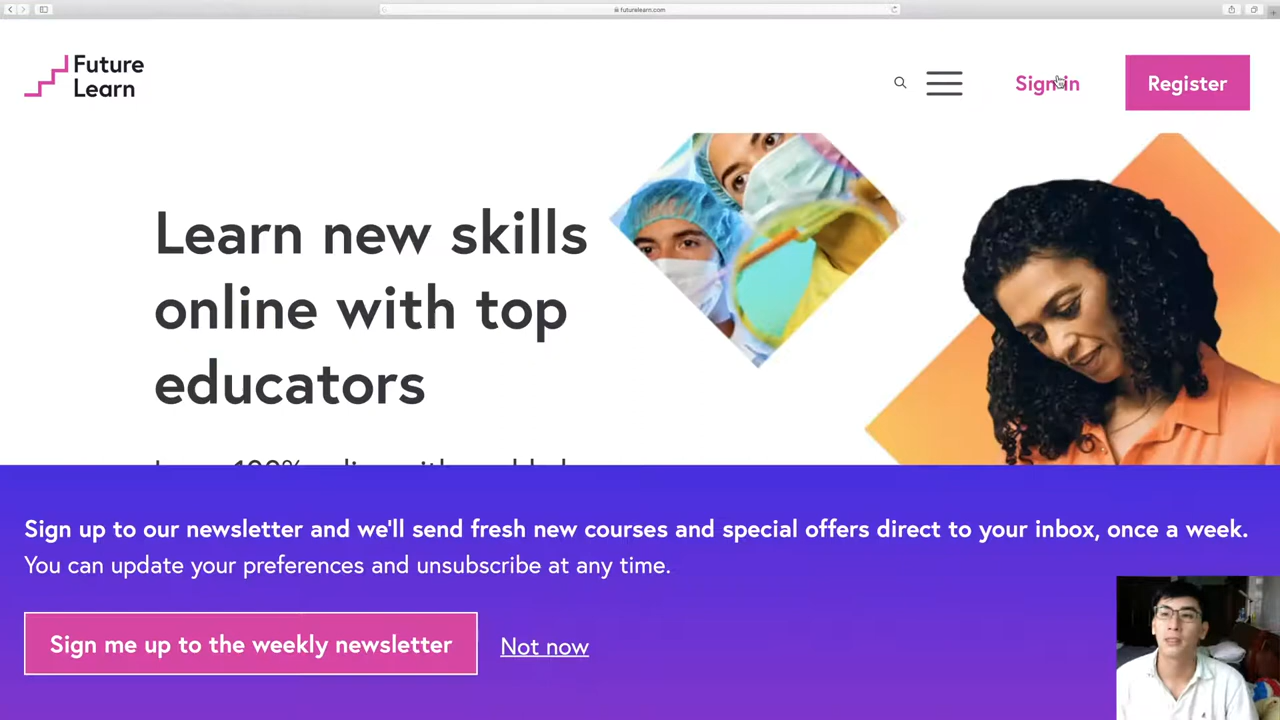 futurelearn.com
Future
Learn
Sign in
Register
Learn new skills
online with top
educators
Sign up to our newsletter and we'll send fresh new courses and special offers direct to your inbox, once a week.
You can update your preferences and unsubscribe at any time.
Sign me up to the weekly newsletter
Not now